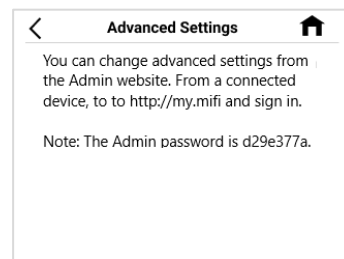 Advanced Settings
You can change advanced settings from
the Admin website. From a connected
device, to to http://my.mifi and sign in.
Note: The Admin password is d29e377a.